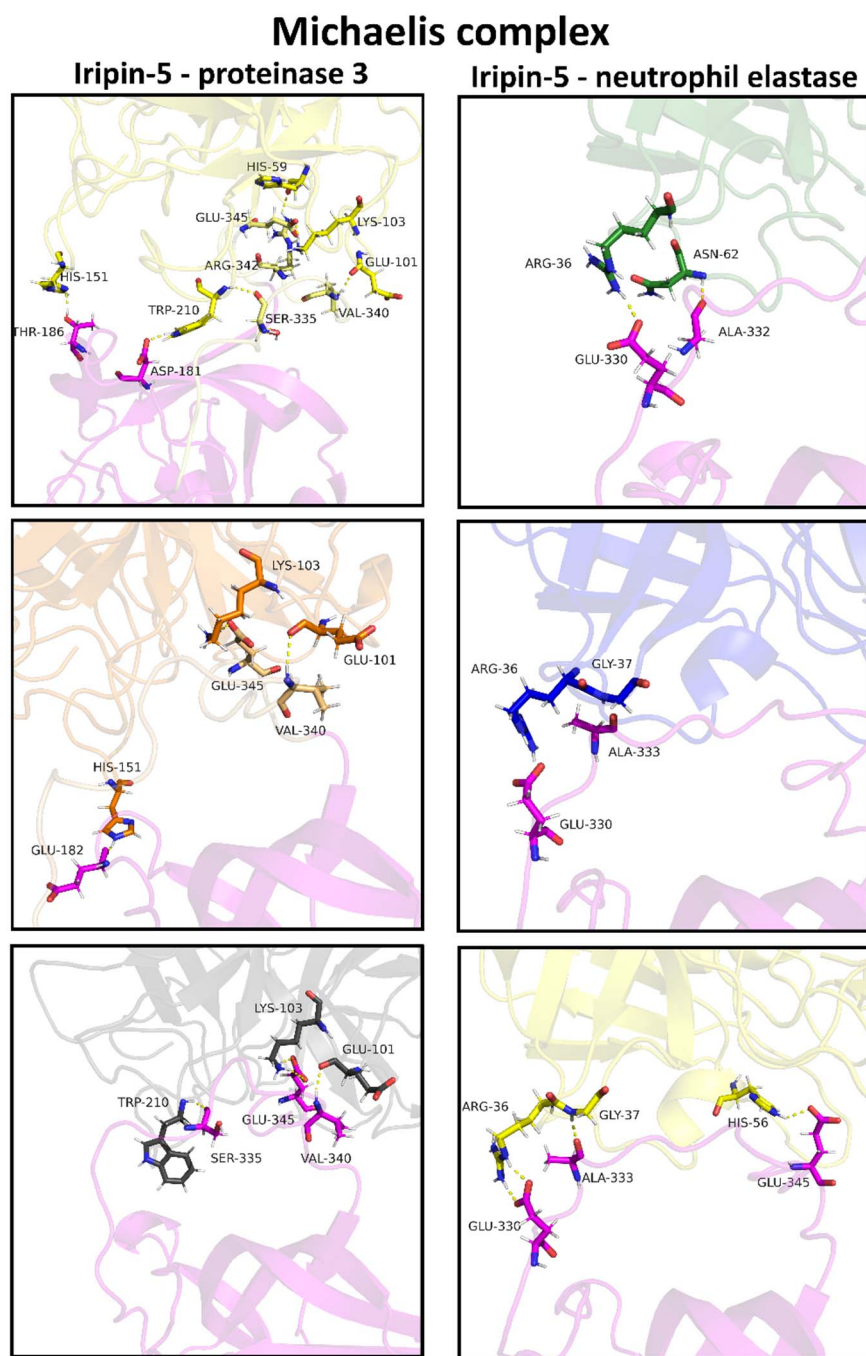 Michaelis complex
Iripin-5 - proteinase 3
Iripin-5 - neutrophil elastase
HIS-59
GLU-345
LYS-103
ARG-342
GLU-101
HIS-151
TRP-210
SER-335
VAL-340
THR-186
ASP-181
ARG-36
ASN-62
GLU-330
ALA-332
LYS-103
GLU-101
GLU-345
VAL-340
HIS-151
GLU-182
ARG-36
GLY-37
ALA-333
GLU-330
LYS-103
GLU-101
TRP-210
GLU-345
SER-335
VAL-340
ARG-36
GLY-37
HIS-56
ALA-333
GLU-345
GLU-330